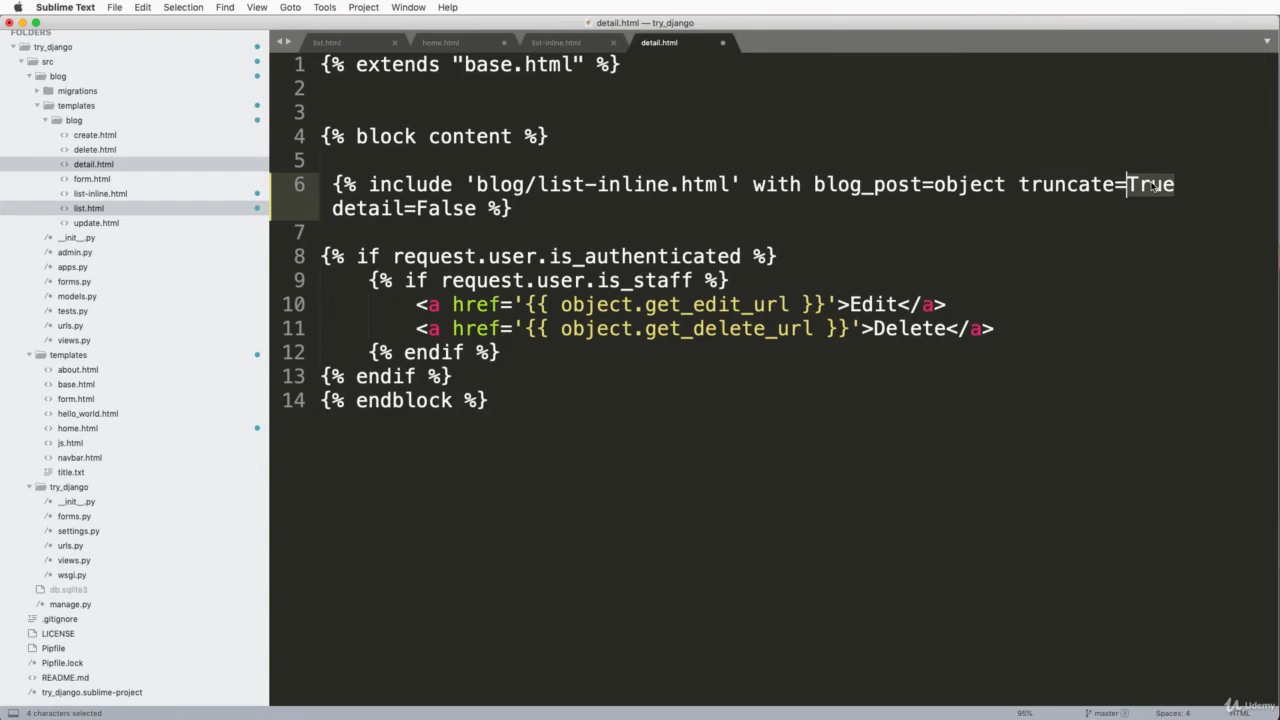 Sublime Text File Edit Selection Find View Goto Tools Project Window Help
detail.html — try_django
FOLDERS
list.html × home.html list-inline.html × detail.html
try_django
src
blog
migrations
templates
blog
create.html
delete.html
detail.html
form.html
list-inline.html
list.html
update.html
__init__.py
admin.py
apps.py
forms.py
models.py
tests.py
urls.py
views.py
templates
about.html
base.html
form.html
hello_world.html
home.html
js.html
navbar.html
title.txt
try_django
__init__.py
forms.py
settings.py
urls.py
views.py
wsgi.py
db.sqlite3
manage.py
.gitignore
LICENSE
Pipfile
Pipfile.lock
README.md
try_django.sublime-project
1 {% extends "base.html" %}
2
3
4 {% block content %}
5
6 {% include 'blog/list-inline.html' with blog_post=object truncate=True
detail=False %}
7
8 {% if request.user.is_authenticated %}
9 {% if request.user.is_staff %}
10 <a href='{{ object.get_edit_url }}'>Edit</a>
11 <a href='{{ object.get_delete_url }}'>Delete</a>
12 {% endif %}
13 {% endif %}
14 {% endblock %}
Udemy
4 characters selected 95% master 3 Spaces: 4 HTML